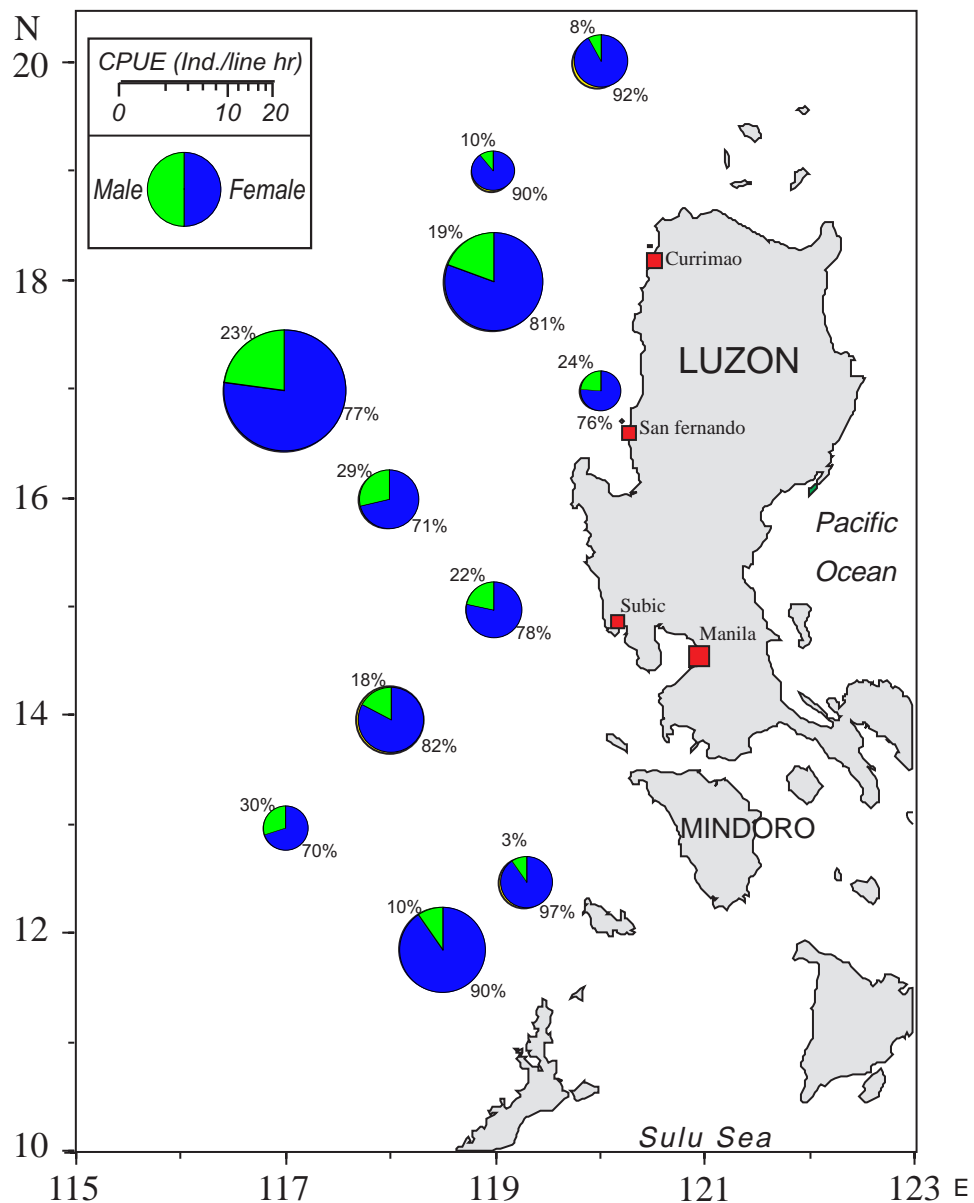 N
20
18
16
14
12
10
115
117
119
121
123
E
CPUE (Ind./line hr)
0 10 20
Male Female
8%
92%
10%
90%
19%
81%
23%
77%
24%
76%
29%
71%
22%
78%
18%
82%
30%
70%
3%
97%
10%
90%
Currimao
LUZON
San fernando
Pacific
Ocean
Subic
Manila
MINDORO
Sulu Sea